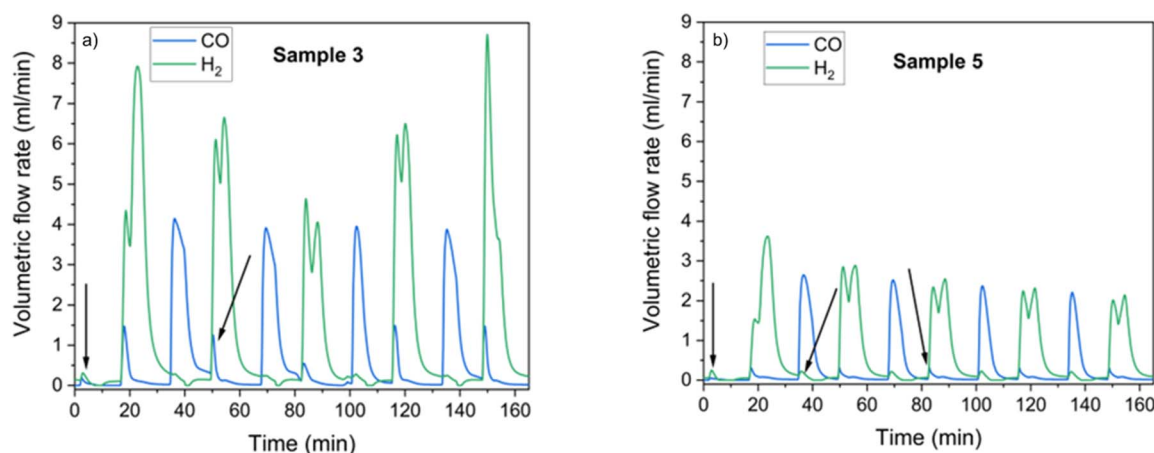 a)
CO
H₂
Sample 3
Volumetric flow rate (ml/min)
9
8
7
6
5
4
3
2
1
0
0 20 40 60 80 100 120 140 160
Time (min)
b)
CO
H₂
Sample 5
Volumetric flow rate (ml/min)
9
8
7
6
5
4
3
2
1
0
0 20 40 60 80 100 120 140 160
Time (min)